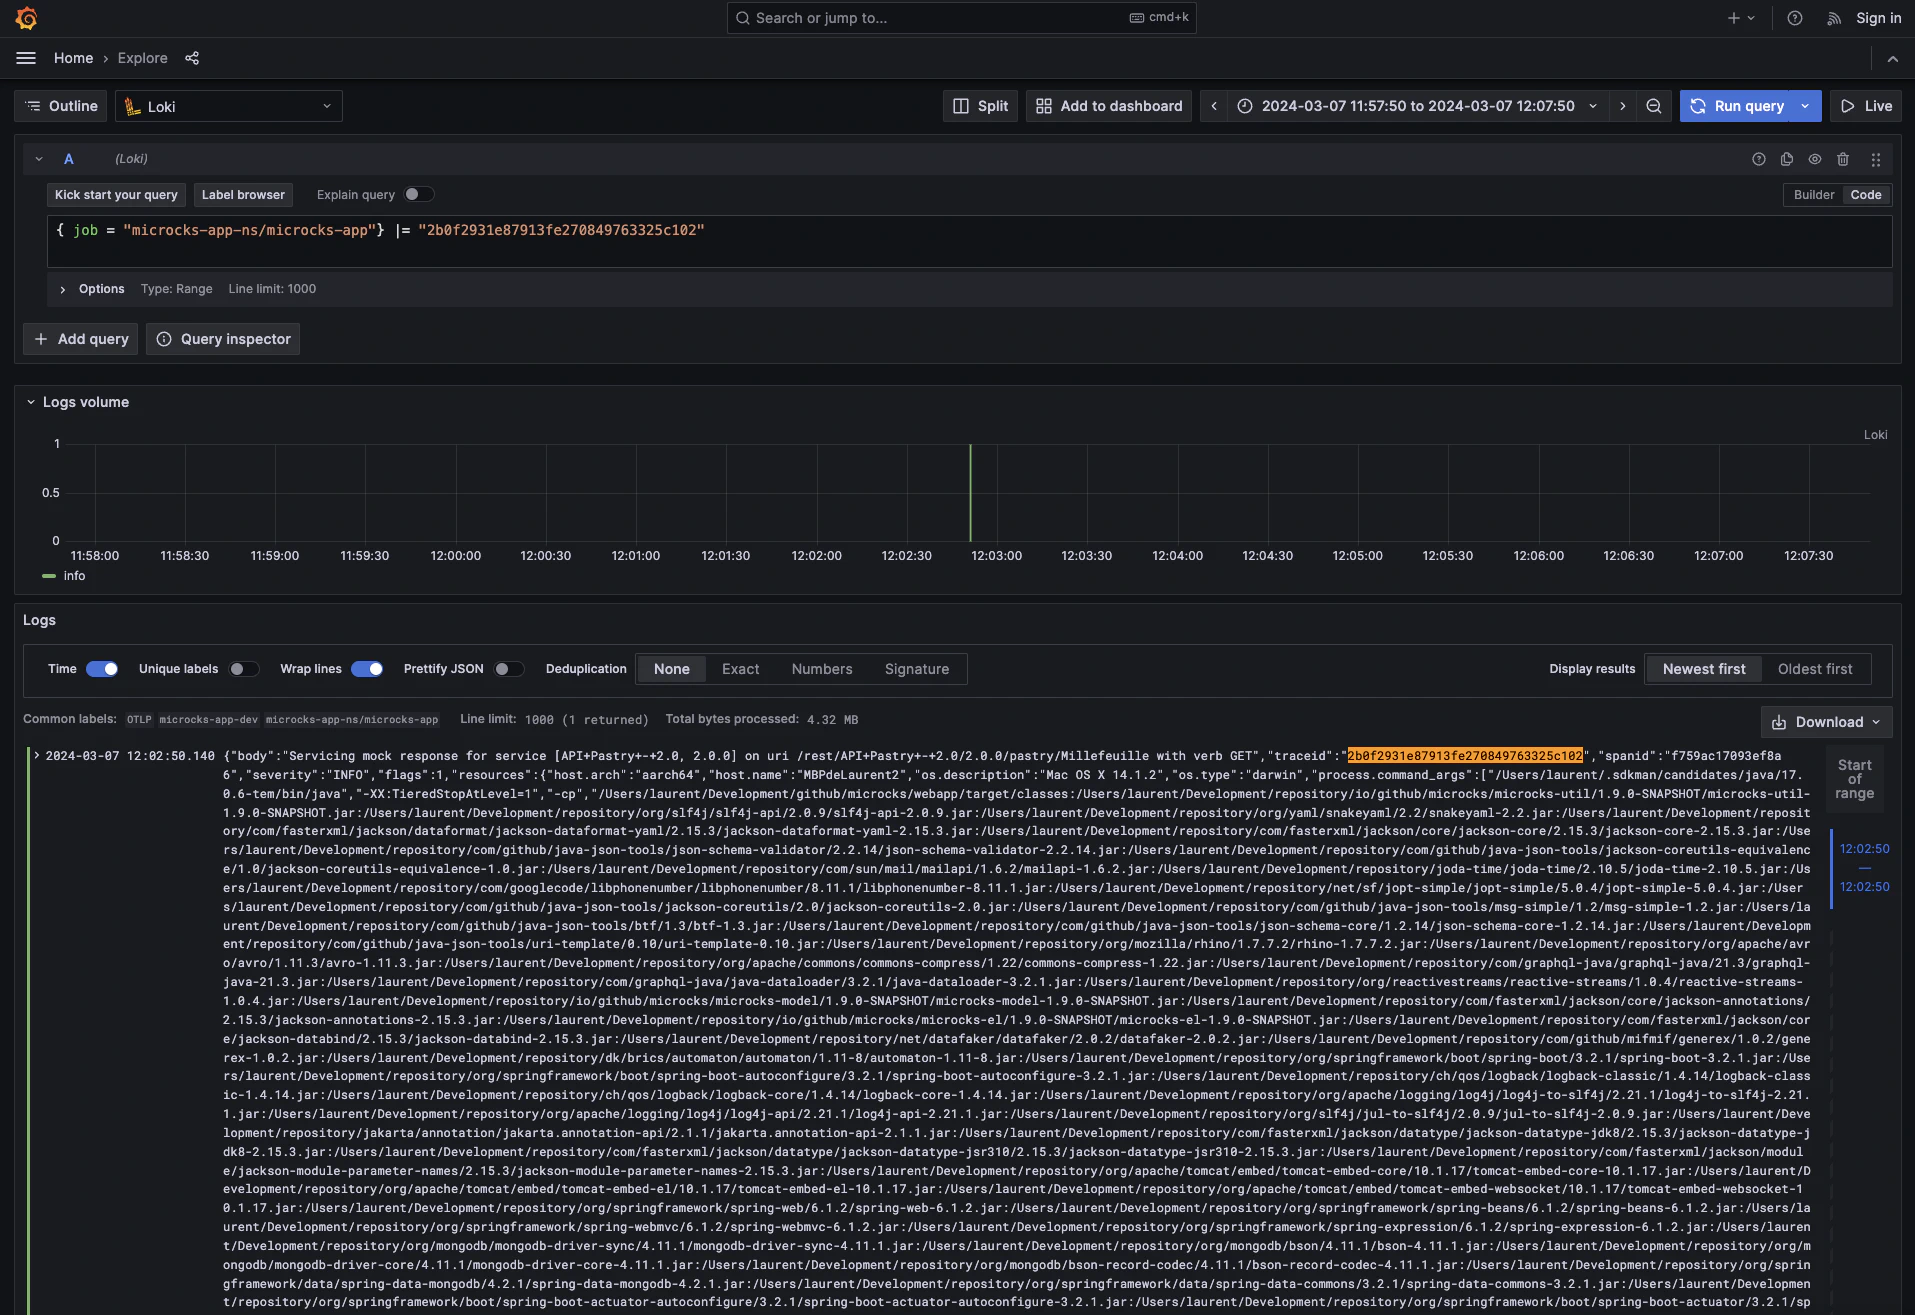 Search or jump to...
cmd+k
Sign in
Home › Explore
Outline
Loki
Split
Add to dashboard
2024-03-07 11:57:50 to 2024-03-07 12:07:50
Run query
Live
A (Loki)
Kick start your query
Label browser
Explain query
Builder
Code
{ job = "microcks-app-ns/microcks-app"} |= "2b0f2931e87913fe270849763325c102"
Options Type: Range Line limit: 1000
+ Add query
Query inspector
Logs volume
Loki
1
0.5
0
11:58:00 11:58:30 11:59:00 11:59:30 12:00:00 12:00:30 12:01:00 12:01:30 12:02:00 12:02:30 12:03:00 12:03:30 12:04:00 12:04:30 12:05:00 12:05:30 12:06:00 12:06:30 12:07:00 12:07:30
info
Logs
Time Unique labels Wrap lines Prettify JSON Deduplication None Exact Numbers Signature Display results Newest first Oldest first
Common labels: OTLP microcks-app-dev microcks-app-ns/microcks-app Line limit: 1000 (1 returned) Total bytes processed: 4.32 MB
Download
2024-03-07 12:02:50.140 {"body":"Servicing mock response for service [API+Pastry+-+2.0, 2.0.0] on uri /rest/API+Pastry+-+2.0/2.0.0/pastry/Millefeuille with verb GET","traceid":"2b0f2931e87913fe270849763325c102","spanid":"f759ac17093ef8a
6","severity":"INFO","flags":1,"resources":{"host.arch":"aarch64","host.name":"MBPdeLaurent2","os.description":"Mac OS X 14.1.2","os.type":"darwin","process.command_args":["/Users/laurent/.sdkman/candidates/java/17.
0.6-tem/bin/java","-XX:TieredStopAtLevel=1","-cp","/Users/laurent/Development/github/microcks/webapp/target/classes:/Users/laurent/Development/repository/io/github/microcks/microcks-util/1.9.0-SNAPSHOT/microcks-util-
1.9.0-SNAPSHOT.jar:/Users/laurent/Development/repository/org/slf4j/slf4j-api/2.0.9/slf4j-api-2.0.9.jar:/Users/laurent/Development/repository/org/yaml/snakeyaml/2.2/snakeyaml-2.2.jar:/Users/laurent/Development/reposit
ory/com/fasterxml/jackson/dataformat/jackson-dataformat-yaml/2.15.3/jackson-dataformat-yaml-2.15.3.jar:/Users/laurent/Development/repository/com/fasterxml/jackson/core/jackson-core/2.15.3/jackson-core-2.15.3.jar:/Use
rs/laurent/Development/repository/com/github/java-json-tools/json-schema-validator/2.2.14/json-schema-validator-2.2.14.jar:/Users/laurent/Development/repository/com/github/java-json-tools/jackson-coreutils-equivalenc
e/1.0/jackson-coreutils-equivalence-1.0.jar:/Users/laurent/Development/repository/com/sun/mail/mailapi/1.6.2/mailapi-1.6.2.jar:/Users/laurent/Development/repository/joda-time/joda-time/2.10.5/joda-time-2.10.5.jar:/Us
ers/laurent/Development/repository/com/googlecode/libphonenumber/libphonenumber/8.11.1/libphonenumber-8.11.1.jar:/Users/laurent/Development/repository/net/sf/jopt-simple/jopt-simple/5.0.4/jopt-simple-5.0.4.jar:/User
s/laurent/Development/repository/com/github/java-json-tools/jackson-coreutils/2.0/jackson-coreutils-2.0.jar:/Users/laurent/Development/repository/com/github/java-json-tools/msg-simple/1.2/msg-simple-1.2.jar:/Users/la
urent/Development/repository/com/github/java-json-tools/btf/1.3/btf-1.3.jar:/Users/laurent/Development/repository/com/github/java-json-tools/json-schema-core/1.2.14/json-schema-core-1.2.14.jar:/Users/laurent/Developm
ent/repository/com/github/java-json-tools/uri-template/0.10/uri-template-0.10.jar:/Users/laurent/Development/repository/org/mozilla/rhino/1.7.7.2/rhino-1.7.7.2.jar:/Users/laurent/Development/repository/org/apache/avr
o/avro/1.11.3/avro-1.11.3.jar:/Users/laurent/Development/repository/org/apache/commons/commons-compress/1.22/commons-compress-1.22.jar:/Users/laurent/Development/repository/com/graphql-java/graphql-java/21.3/graphql-
java-21.3.jar:/Users/laurent/Development/repository/com/graphql-java/java-dataloader/3.2.1/java-dataloader-3.2.1.jar:/Users/laurent/Development/repository/org/reactivestreams/reactive-streams/1.0.4/reactive-streams-
1.0.4.jar:/Users/laurent/Development/repository/io/github/microcks/microcks-model/1.9.0-SNAPSHOT/microcks-model-1.9.0-SNAPSHOT.jar:/Users/laurent/Development/repository/com/fasterxml/jackson/core/jackson-annotations/
2.15.3/jackson-annotations-2.15.3.jar:/Users/laurent/Development/repository/io/github/microcks/microcks-el/1.9.0-SNAPSHOT/microcks-el-1.9.0-SNAPSHOT.jar:/Users/laurent/Development/repository/com/fasterxml/jackson/cor
e/jackson-databind/2.15.3/jackson-databind-2.15.3.jar:/Users/laurent/Development/repository/net/datafaker/datafaker/2.0.2/datafaker-2.0.2.jar:/Users/laurent/Development/repository/com/github/mifmif/generex/1.0.2/gene
rex-1.0.2.jar:/Users/laurent/Development/repository/dk/brics/automaton/automaton/1.11-8/automaton-1.11-8.jar:/Users/laurent/Development/repository/org/springframework/boot/spring-boot/3.2.1/spring-boot-3.2.1.jar:/Use
rs/laurent/Development/repository/org/springframework/boot/spring-boot-autoconfigure/3.2.1/spring-boot-autoconfigure-3.2.1.jar:/Users/laurent/Development/repository/ch/qos/logback/logback-classic/1.4.14/logback-class
ic-1.4.14.jar:/Users/laurent/Development/repository/ch/qos/logback/logback-core/1.4.14/logback-core-1.4.14.jar:/Users/laurent/Development/repository/org/apache/logging/log4j/log4j-to-slf4j/2.21.1/log4j-to-slf4j-2.21.
1.jar:/Users/laurent/Development/repository/org/apache/logging/log4j/log4j-api/2.21.1/log4j-api-2.21.1.jar:/Users/laurent/Development/repository/org/slf4j/jul-to-slf4j/2.0.9/jul-to-slf4j-2.0.9.jar:/Users/laurent/Deve
lopment/repository/jakarta/annotation/jakarta.annotation-api/2.1.1/jakarta.annotation-api-2.1.1.jar:/Users/laurent/Development/repository/com/fasterxml/jackson/datatype/jackson-datatype-jdk8/2.15.3/jackson-datatype-j
dk8-2.15.3.jar:/Users/laurent/Development/repository/com/fasterxml/jackson/datatype/jackson-datatype-jsr310/2.15.3/jackson-datatype-jsr310-2.15.3.jar:/Users/laurent/Development/repository/com/fasterxml/jackson/modul
e/jackson-module-parameter-names/2.15.3/jackson-module-parameter-names-2.15.3.jar:/Users/laurent/Development/repository/org/apache/tomcat/embed/tomcat-embed-core/10.1.17/tomcat-embed-core-10.1.17.jar:/Users/laurent/D
evelopment/repository/org/apache/tomcat/embed/tomcat-embed-el/10.1.17/tomcat-embed-el-10.1.17.jar:/Users/laurent/Development/repository/org/apache/tomcat/embed/tomcat-embed-websocket/10.1.17/tomcat-embed-websocket-1
0.1.17.jar:/Users/laurent/Development/repository/org/springframework/spring-web/6.1.2/spring-web-6.1.2.jar:/Users/laurent/Development/repository/org/springframework/spring-beans/6.1.2/spring-beans-6.1.2.jar:/Users/la
urent/Development/repository/org/springframework/spring-webmvc/6.1.2/spring-webmvc-6.1.2.jar:/Users/laurent/Development/repository/org/springframework/spring-expression/6.1.2/spring-expression-6.1.2.jar:/Users/lauren
t/Development/repository/org/mongodb/mongodb-driver-sync/4.11.1/mongodb-driver-sync-4.11.1.jar:/Users/laurent/Development/repository/org/mongodb/bson/4.11.1/bson-4.11.1.jar:/Users/laurent/Development/repository/org/m
ongodb/mongodb-driver-core/4.11.1/mongodb-driver-core-4.11.1.jar:/Users/laurent/Development/repository/org/mongodb/bson-record-codec/4.11.1/bson-record-codec-4.11.1.jar:/Users/laurent/Development/repository/org/sprin
gframework/data/spring-data-mongodb/4.2.1/spring-data-mongodb-4.2.1.jar:/Users/laurent/Development/repository/org/springframework/data/spring-data-commons/3.2.1/spring-data-commons-3.2.1.jar:/Users/laurent/Developmen
t/repository/org/springframework/boot/spring-boot-actuator-autoconfigure/3.2.1/spring-boot-actuator-autoconfigure-3.2.1.jar:/Users/laurent/Development/repository/org/springframework/boot/spring-boot-actuator/3.2.1/sp
Start
of
range
12:02:50
—
12:02:50